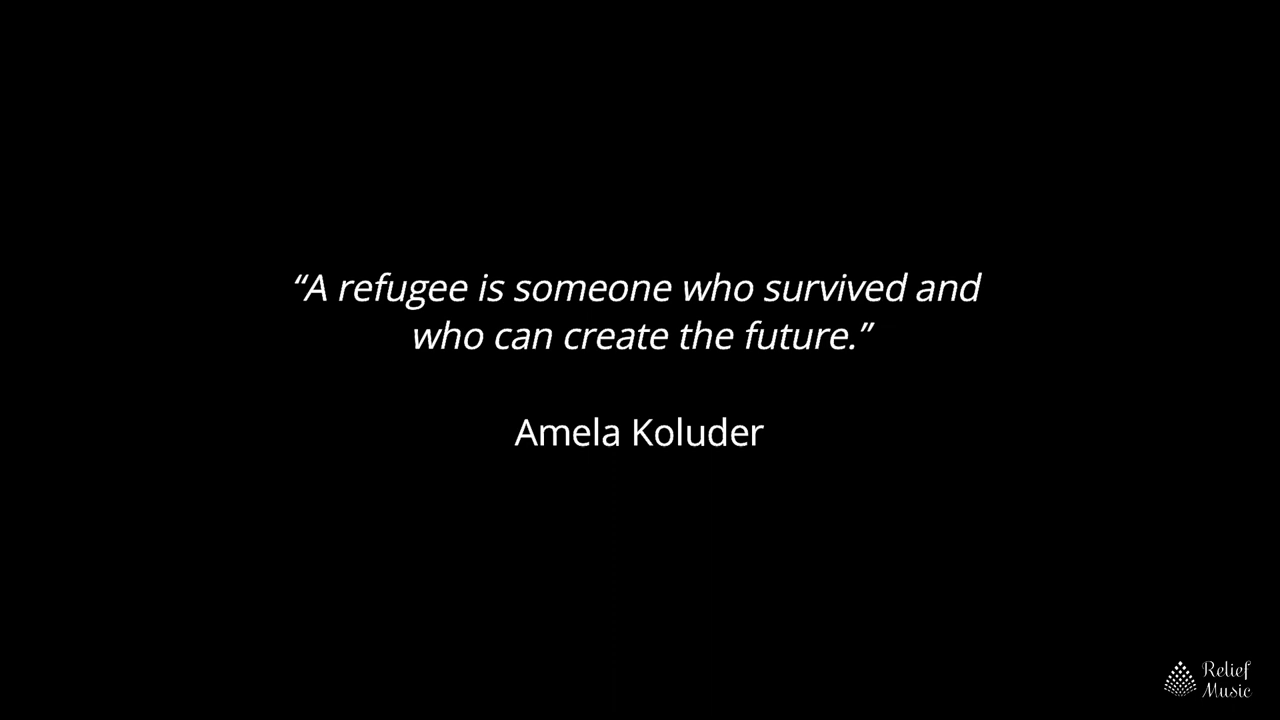 “A refugee is someone who survived and
who can create the future.”
Amela Koluder
Relief
Music